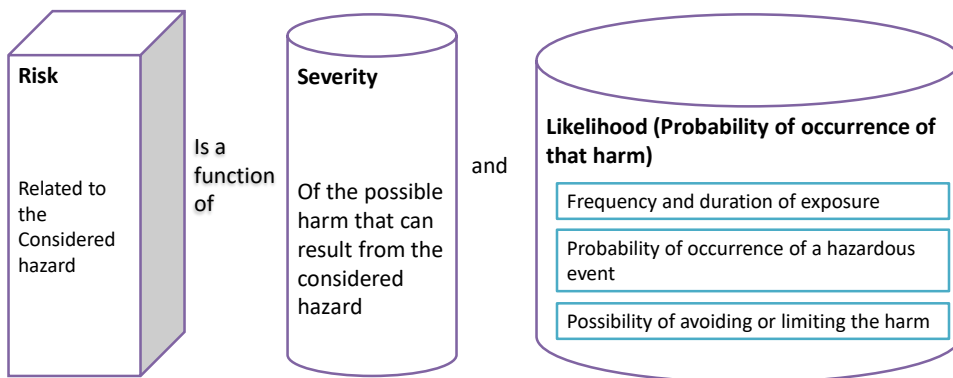 Risk
Related to
the
Considered
hazard
Is a
function
of
Severity
Of the possible
harm that can
result from the
considered
hazard
and
Likelihood (Probability of occurrence of
that harm)
Frequency and duration of exposure
Probability of occurrence of a hazardous
event
Possibility of avoiding or limiting the harm